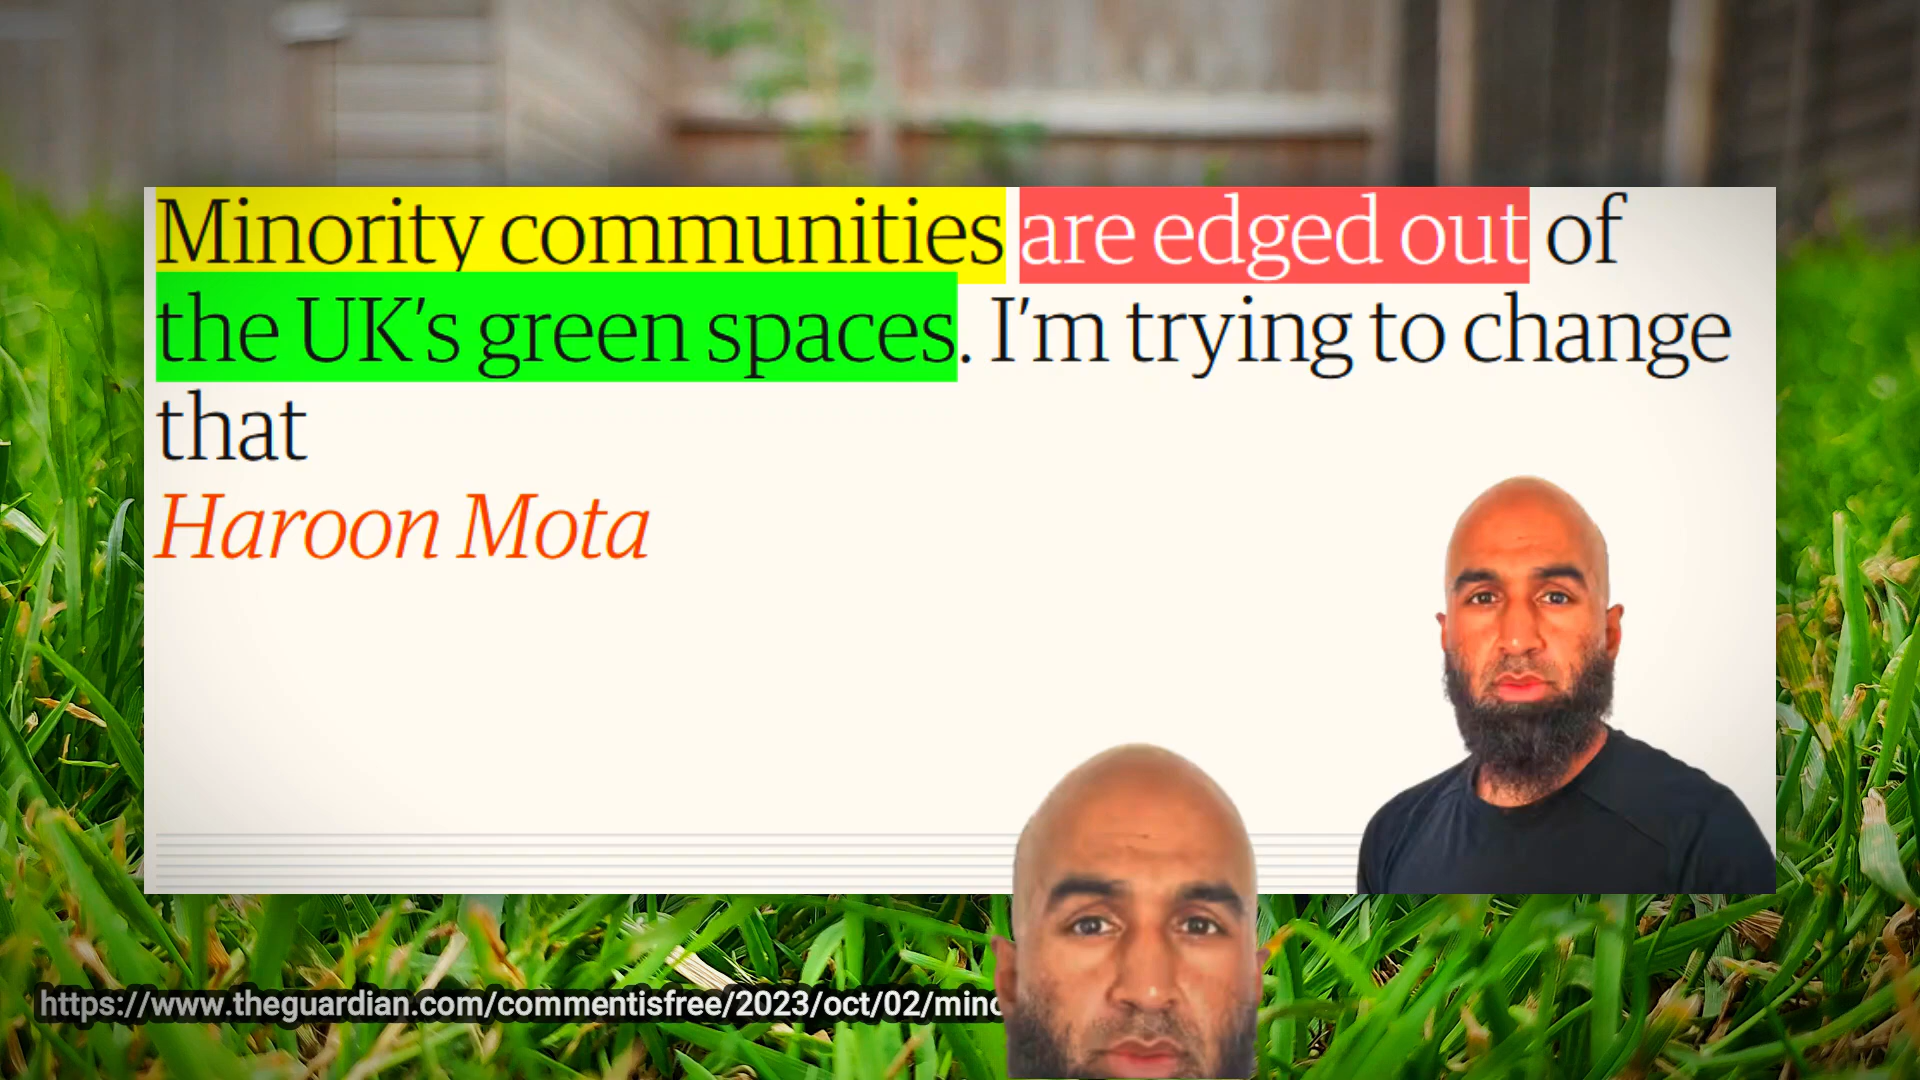 Minority communities are edged out of
the UK's green spaces. I'm trying to change
that
Haroon Mota
https://www.theguardian.com/commentisfree/2023/oct/02/